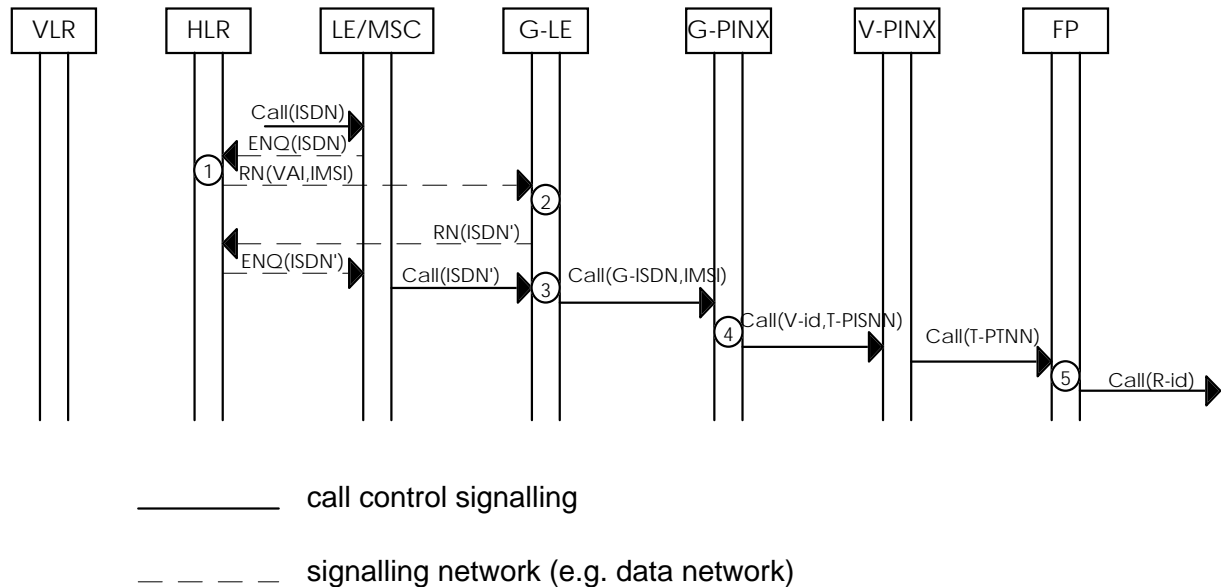 VLR HLR LE/MSC G-LE G-PINX V-PINX FP
Call(ISDN)
ENQ(ISDN)
1
RN(VAI,IMSI)
2
RN(ISDN')
ENQ(ISDN')
Call(ISDN')
3
Call(G-ISDN,IMSI)
4
Call(V-id,T-PISNN)
Call(T-PTNN)
5
Call(R-id)
call control signalling
signalling network (e.g. data network)